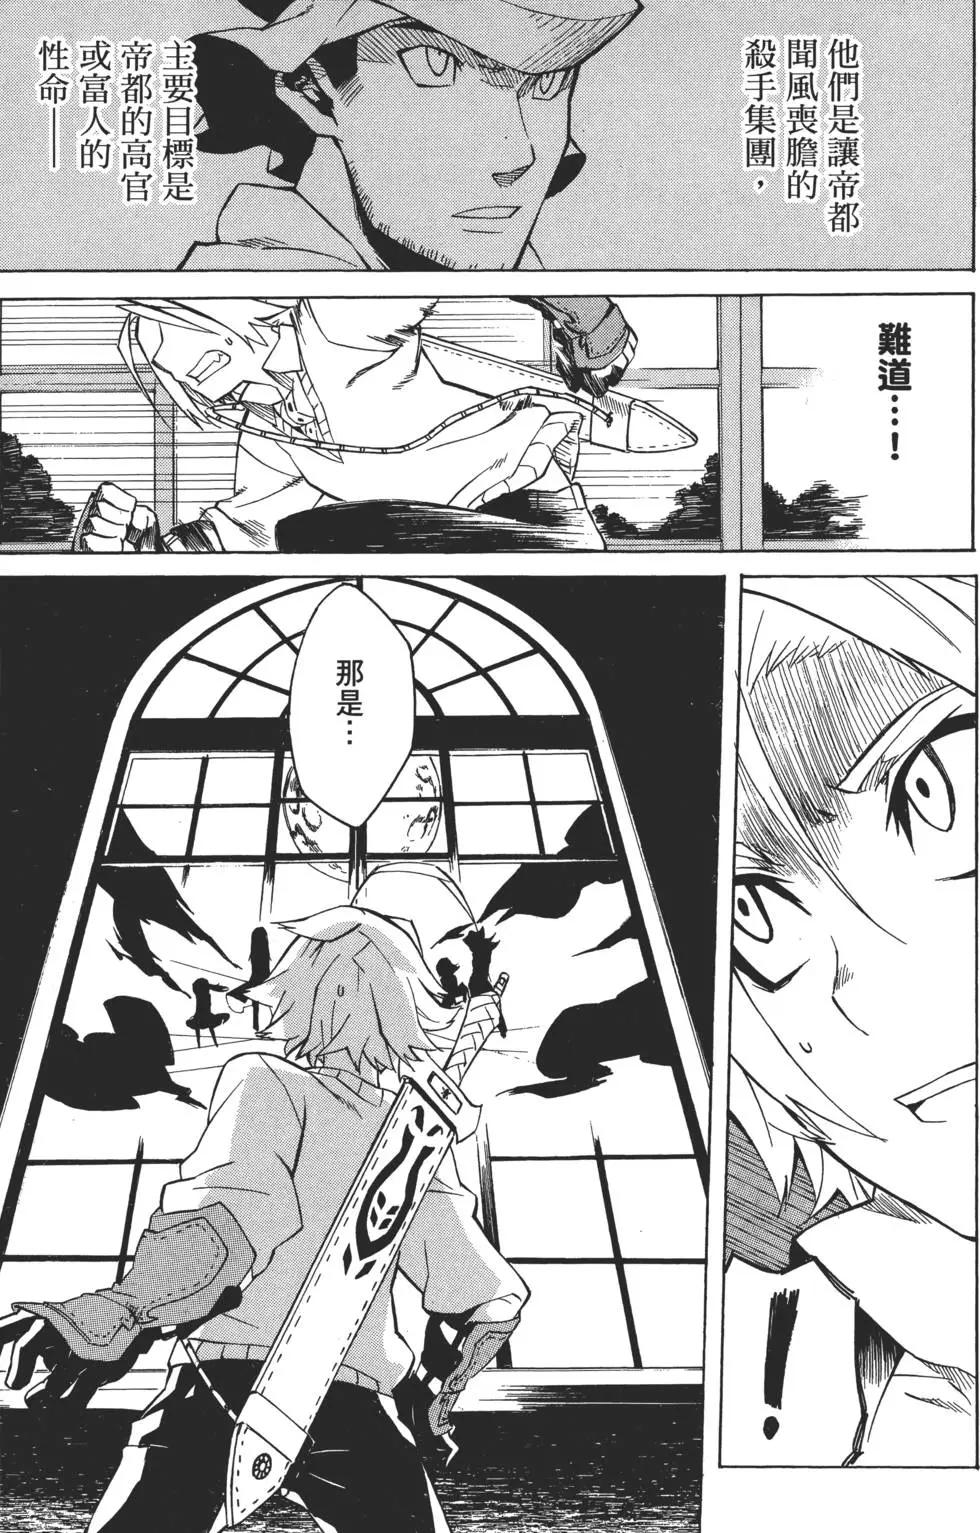 他們是讓帝都
聞風喪膽的
殺手集團，
主要目標是
帝都的高官
或富人的
性命——
難道…！
！
那是…